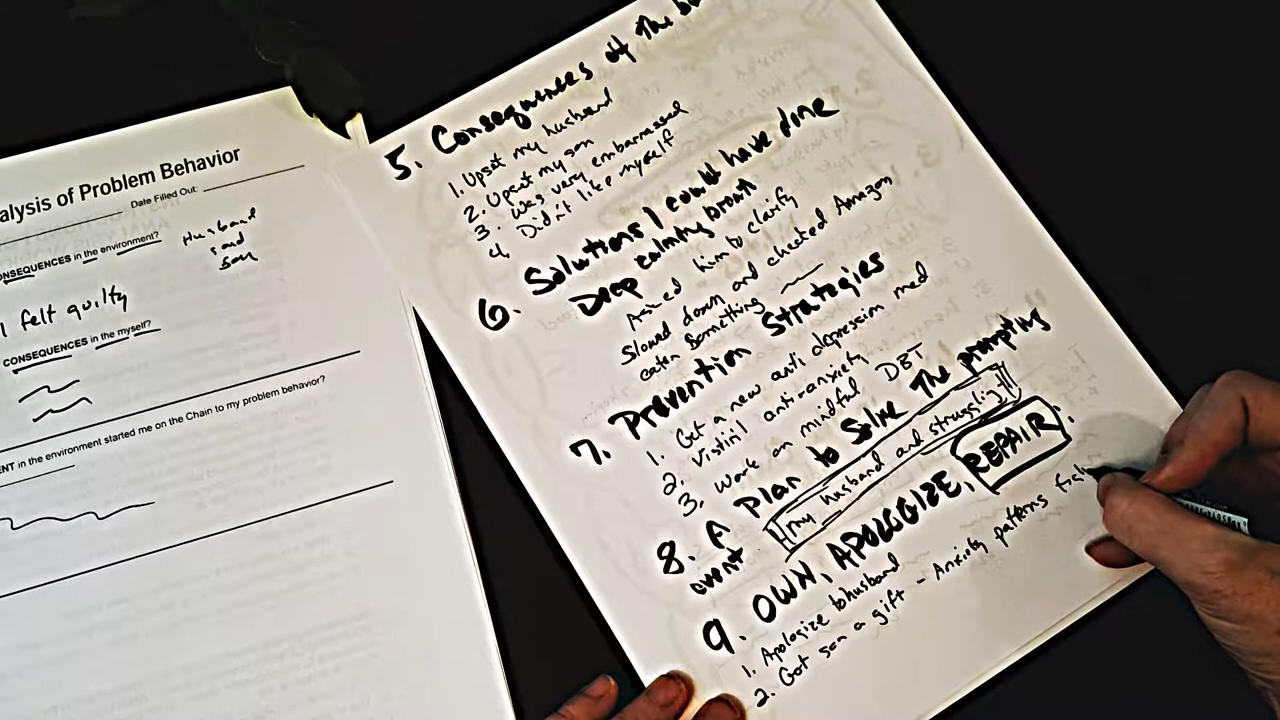 alysis of Problem Behavior
Date Filled Out:
ONSEQUENCES in the environment?
Husband
said
son
I felt guilty
CONSEQUENCES in the myself?
ENT in the environment started me on the Chain to my problem behavior?
5. Consequences of The
1. Upset my husband
2. Upset my son
3. Was very embarrassed
4 Didn't like myself
6. Solutions I could have done
Deep calming breath
Asked him to clarify
Slowed down and checked Amazon
eaten something
7. Prevention Strategies
1. Get a new anti depression med
2. Vistiril anti-anxiety
3. Work on mindful DBT
8. A Plan to Solve The prompting
event
my husband and struggling
9. OWN, APOLOGIZE, REPAIR.
1. Apologize to husband
2. Got son a gift - Anxiety patterns